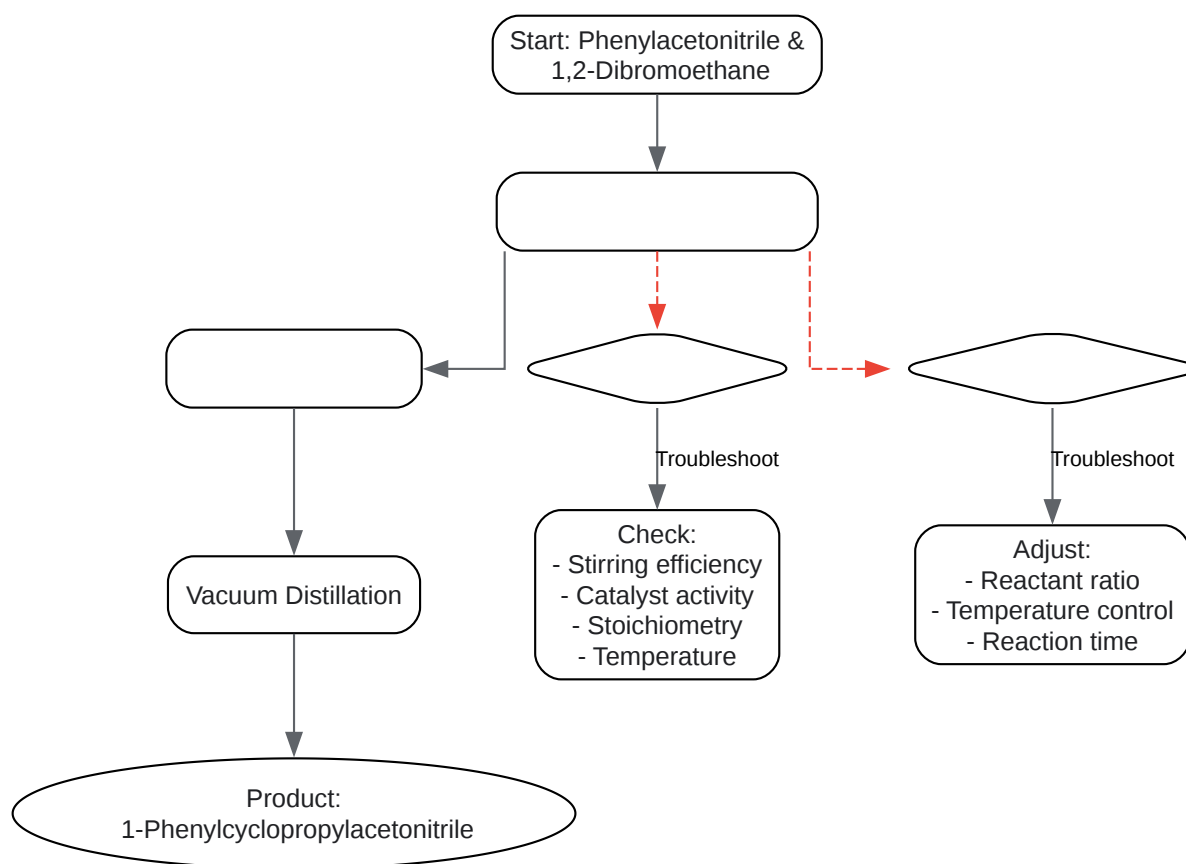 Start: Phenylacetonitrile &
1,2-Dibromoethane
Troubleshoot
Troubleshoot
Check:
- Stirring efficiency
- Catalyst activity
- Stoichiometry
- Temperature
Adjust:
- Reactant ratio
- Temperature control
- Reaction time
Vacuum Distillation
Product:
1-Phenylcyclopropylacetonitrile